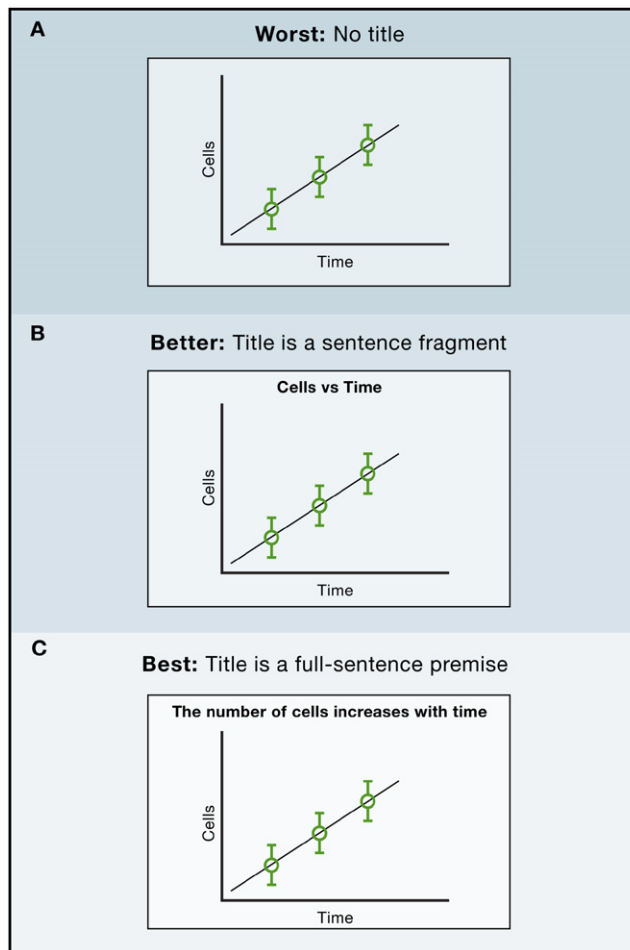 A
Worst: No title
Cells
Time
B
Better: Title is a sentence fragment
Cells vs Time
Cells
Time
C
Best: Title is a full-sentence premise
The number of cells increases with time
Cells
Time